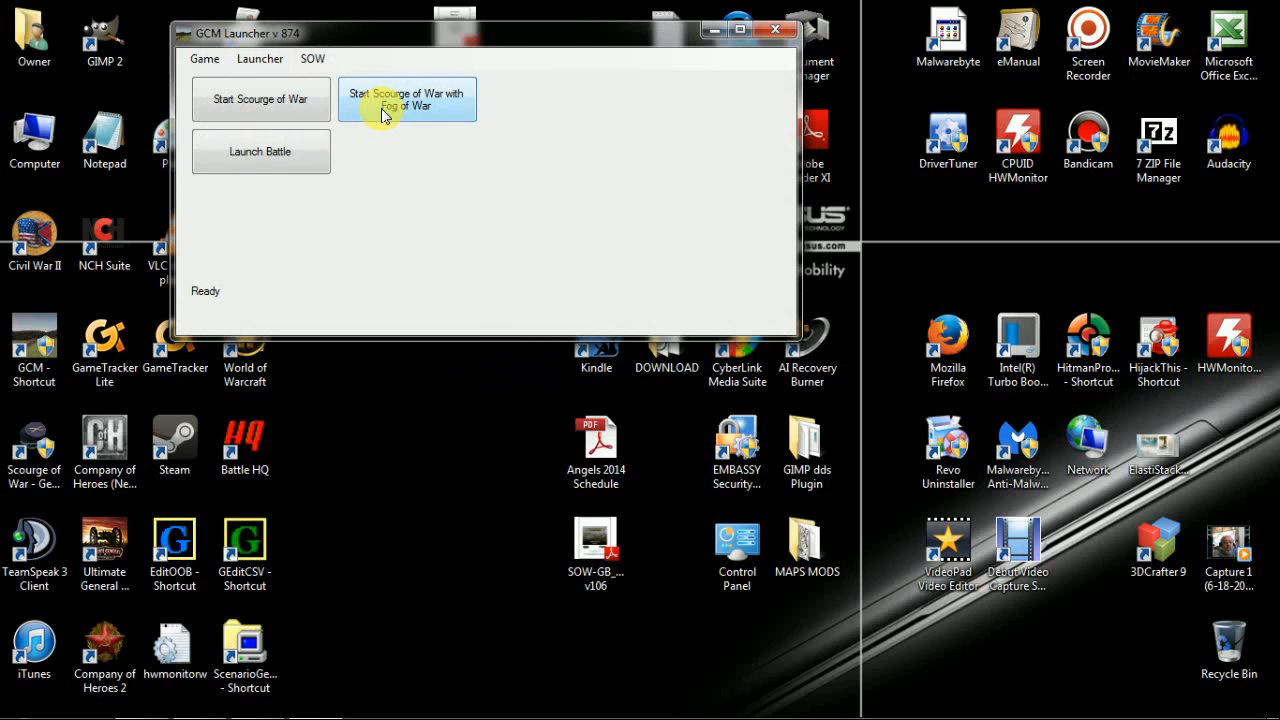 GCM Launcher v 874
Game
Launcher
SOW
Start Scourge of War
Start Scourge of War with
Fog of War
Launch Battle
Ready
Owner
GIMP 2
Malwarebyte
eManual
Screen
Recorder
MovieMaker
Microsoft
Office Exc...
Computer
Notepad
DriverTuner
CPUID
HWMonitor
Bandicam
7 ZIP File
Manager
Audacity
Civil War II
NCH Suite
VLC
GCM -
Shortcut
GameTracker
Lite
GameTracker
World of
Warcraft
Kindle
DOWNLOAD
CyberLink
Media Suite
AI Recovery
Burner
Mozilla
Firefox
Intel(R)
Turbo Boo...
HitmanPro...
- Shortcut
HijackThis -
Shortcut
HWMonito...
Scourge of
War - Ge...
Company of
Heroes (Ne...
Steam
HQ
Battle HQ
PDF
Angels 2014
Schedule
EMBASSY
Security...
GIMP dds
Plugin
Revo
Uninstaller
Malwareby...
Anti-Malw...
Network
ElastiStack...
TeamSpeak 3
Client
Ultimate
General ...
EditOOB -
Shortcut
GEditCSV -
Shortcut
SOW-GB_...
v106
Control
Panel
MAPS MODS
VideoPad
Video Editor
Debut Video
Capture S...
3DCrafter 9
Capture 1
(6-18-20...
iTunes
Company of
Heroes 2
hwmonitorw
ScenarioGe...
- Shortcut
Recycle Bin